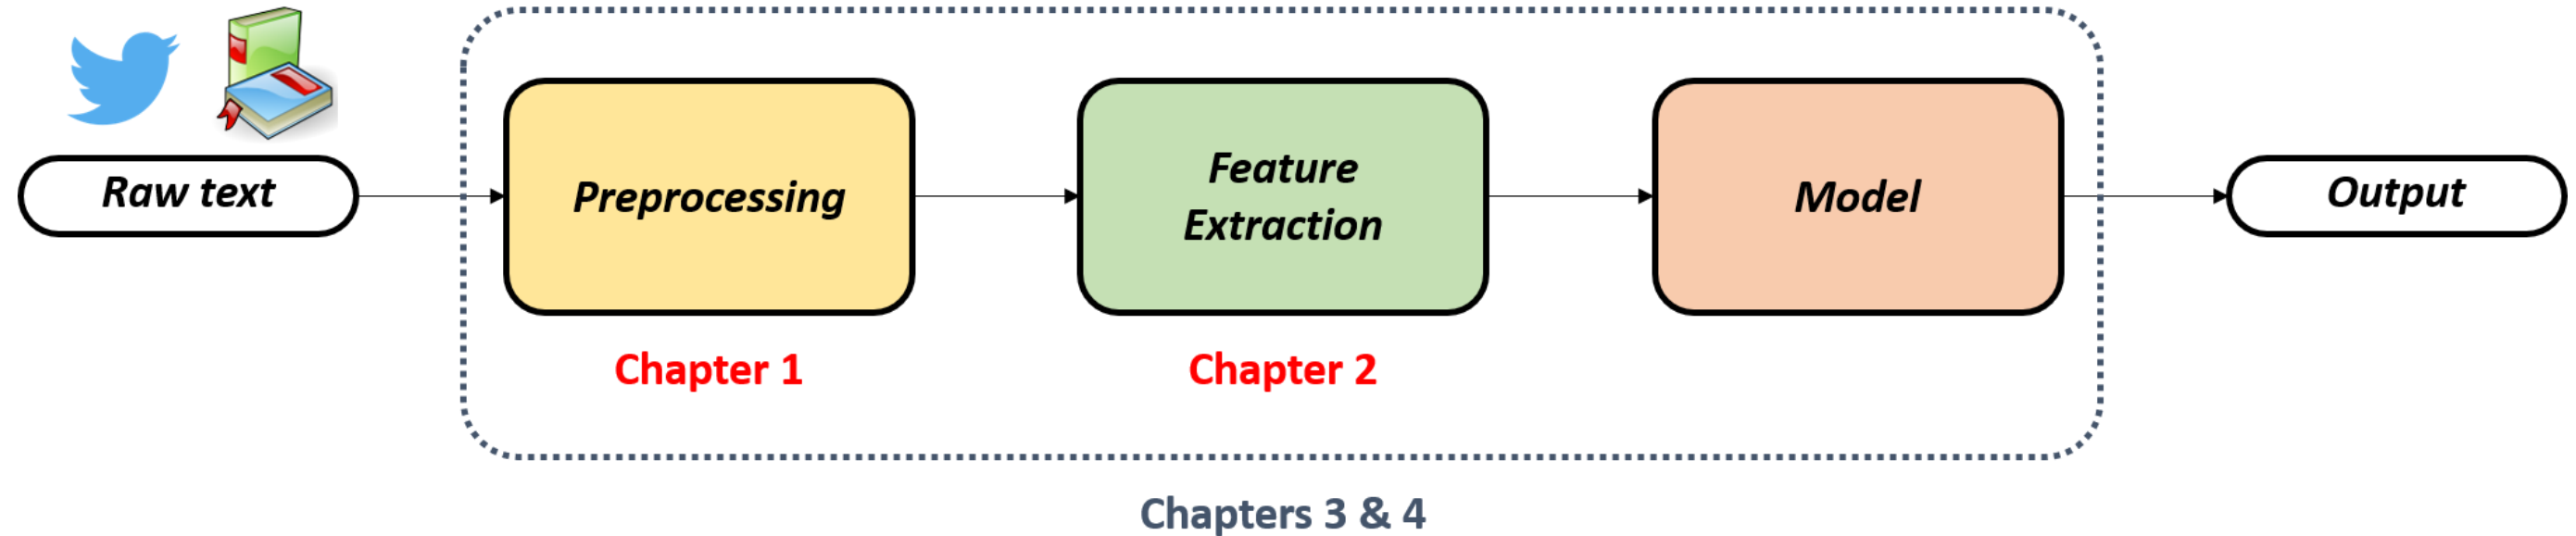 Raw text
Preprocessing
Feature
Extraction
Model
Output
Chapter 1
Chapter 2
Chapters 3 & 4